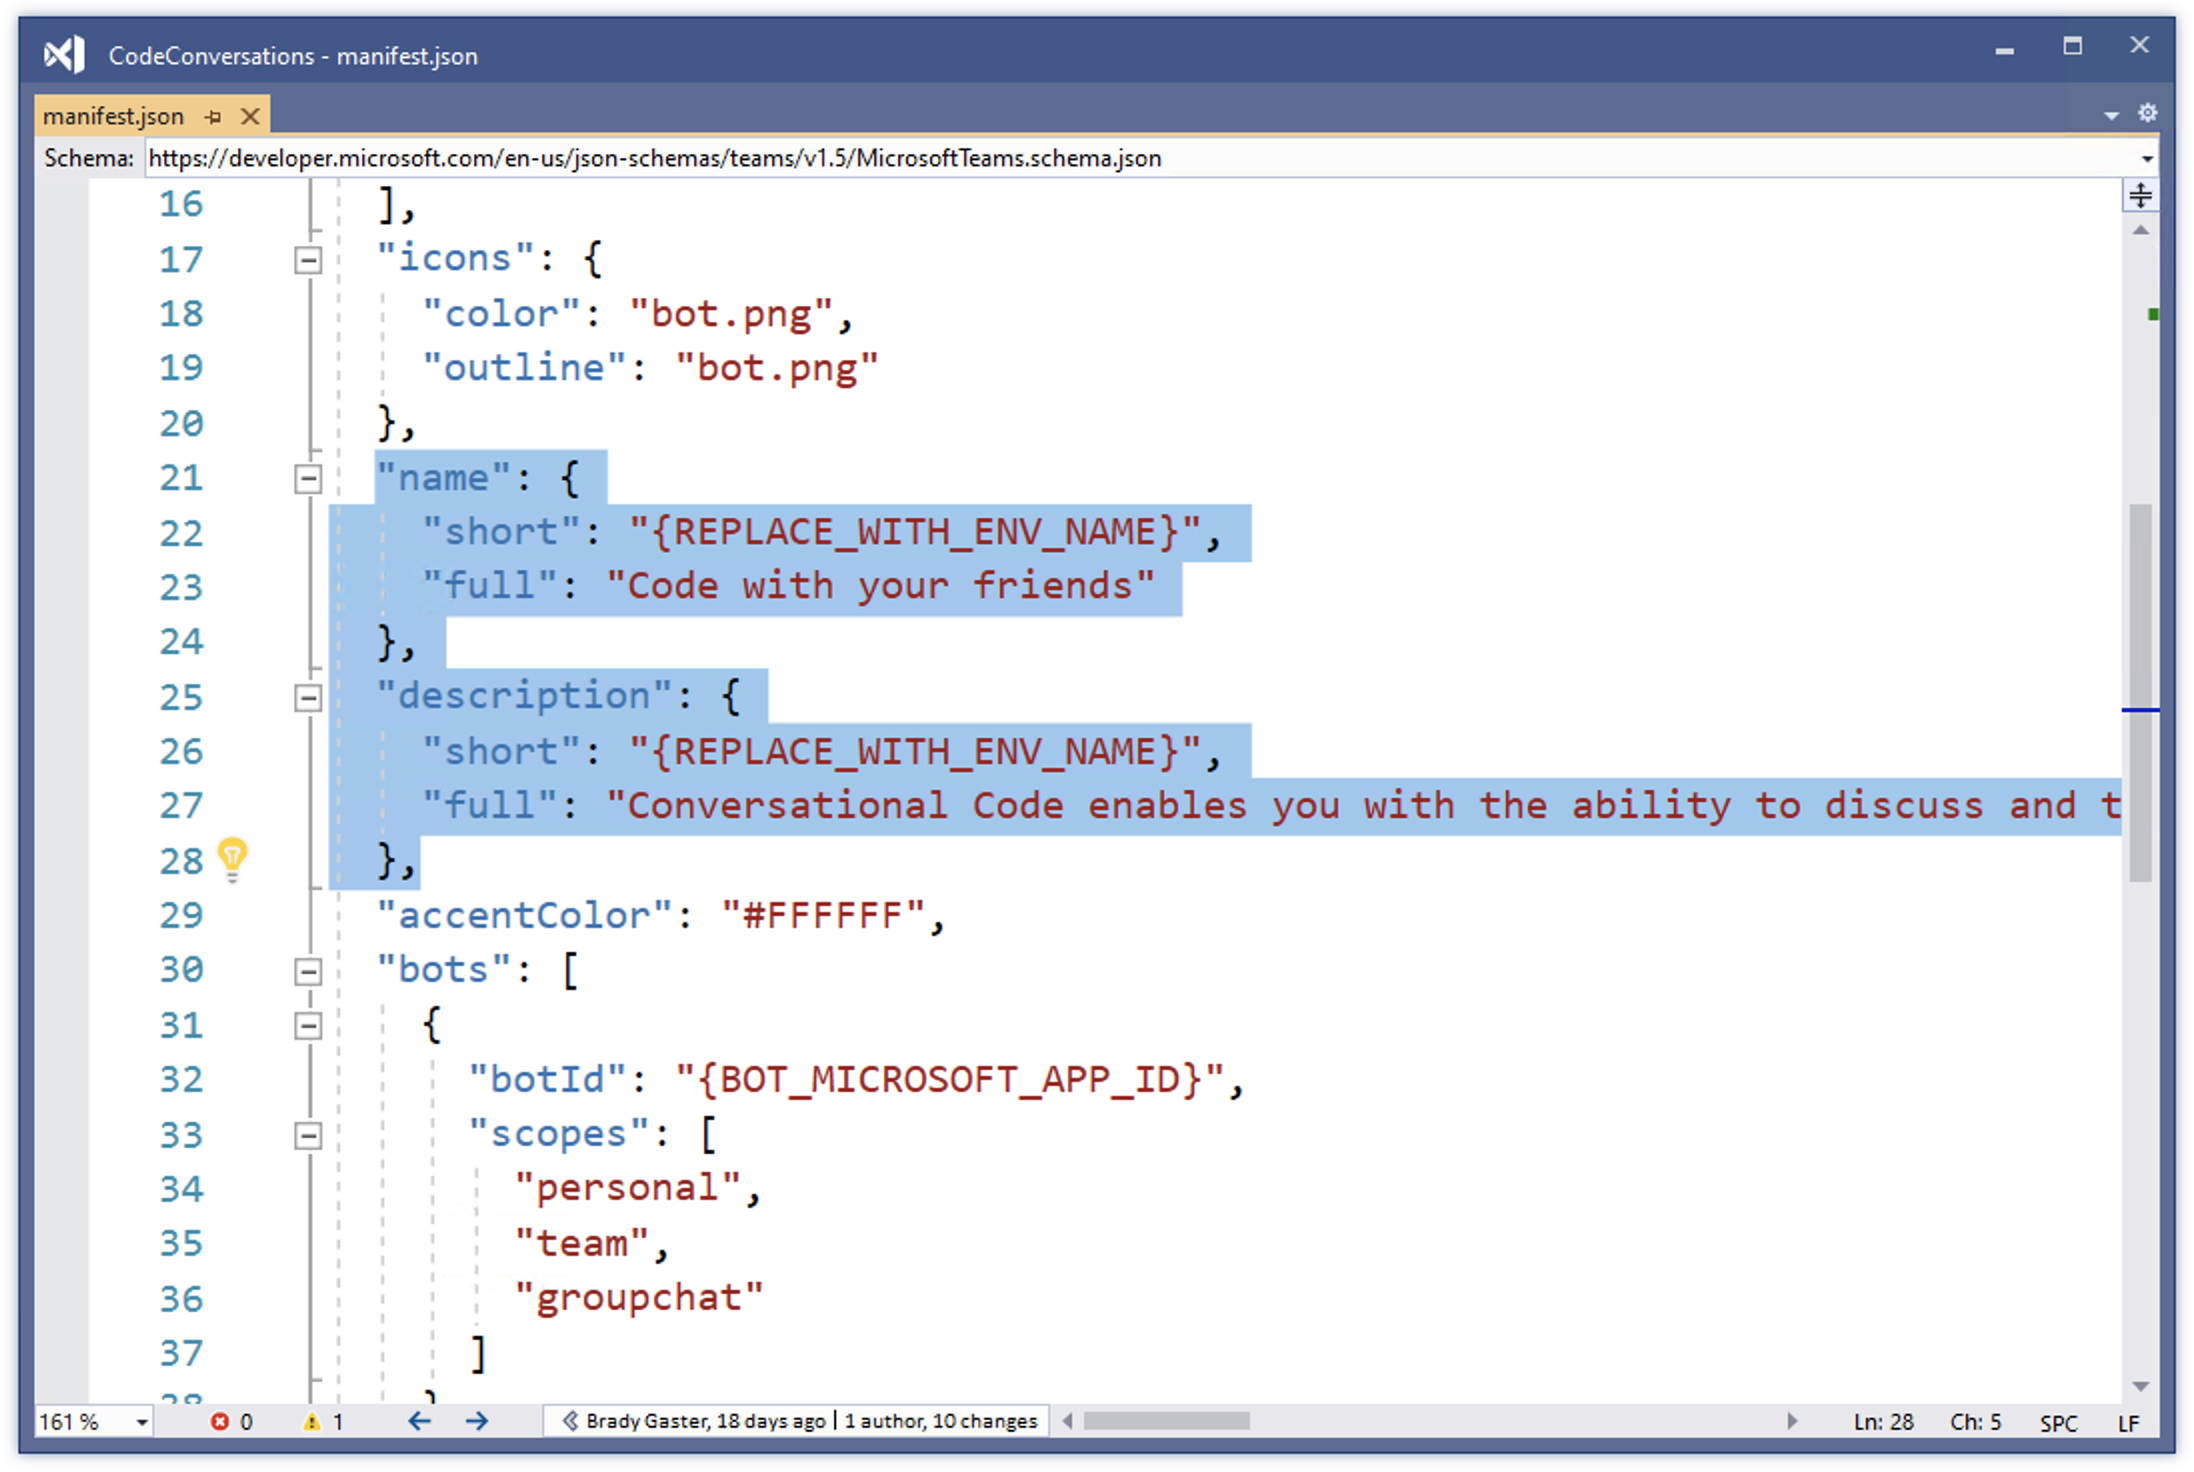 CodeConversations - manifest.json
manifest.json
Schema: https://developer.microsoft.com/en-us/json-schemas/teams/v1.5/MicrosoftTeams.schema.json
16 ],
17 "icons": {
18 "color": "bot.png",
19 "outline": "bot.png"
20 },
21 "name": {
22 "short": "{REPLACE_WITH_ENV_NAME}",
23 "full": "Code with your friends"
24 },
25 "description": {
26 "short": "{REPLACE_WITH_ENV_NAME}",
27 "full": "Conversational Code enables you with the ability to discuss and t
28 },
29 "accentColor": "#FFFFFF",
30 "bots": [
31 {
32 "botId": "{BOT_MICROSOFT_APP_ID}",
33 "scopes": [
34 "personal",
35 "team",
36 "groupchat"
37 ]
161 % 0 1 Brady Gaster, 18 days ago | 1 author, 10 changes Ln: 28 Ch: 5 SPC LF